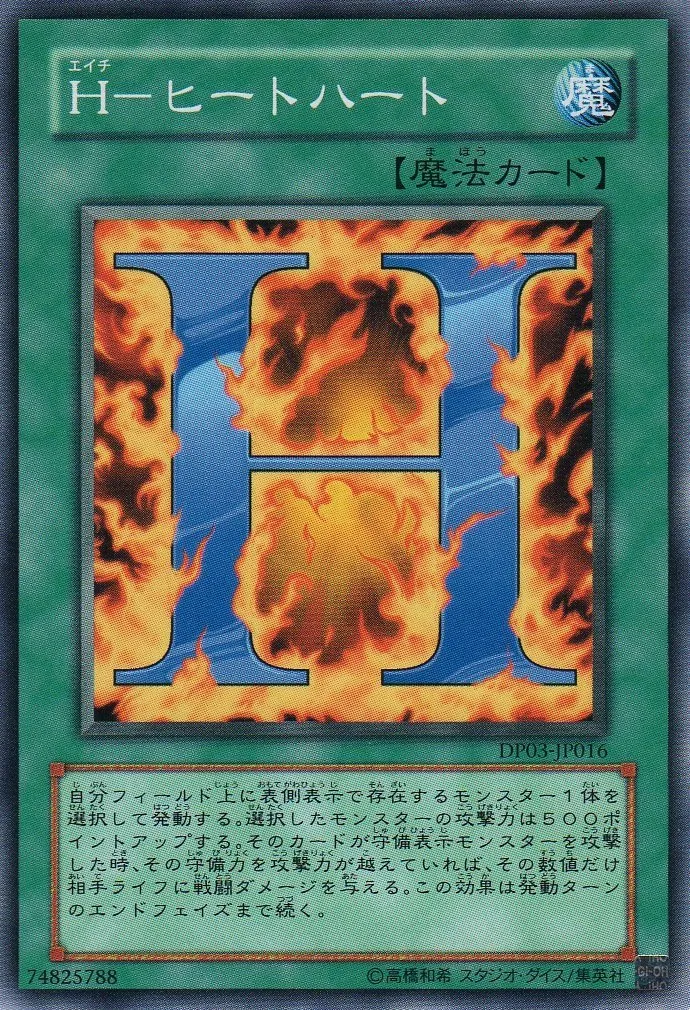 エイチ
H－ヒートハート
魔
まほう
【魔法カード】
H
DP03-JP016
自分フィールド上に表側表示で存在するモンスター１体を
選択して発動する。選択したモンスターの攻撃力は５００ポ
イントアップする。そのカードが守備表示モンスターを攻撃
した時、その守備力を攻撃力が越えていれば、その数値だけ
相手ライフに戦闘ダメージを与える。この効果は発動ターン
のエンドフェイズまで続く。
74825788
©高橋和希 スタジオ・ダイス/集英社